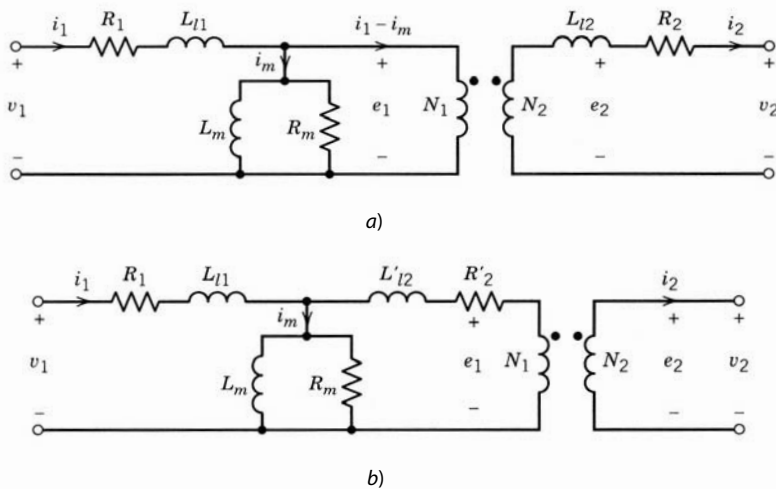 i₁ R₁ Lₗ₁ i₁ – iₘ Lₗ₂ R₂ i₂
+ iₘ + + +
v₁ Lₘ Rₘ e₁ N₁ N₂ e₂ v₂
– – – –
a)
i₁ R₁ Lₗ₁ L'ₗ₂ R'₂ i₂
+ iₘ + + +
v₁ Lₘ Rₘ e₁ N₁ N₂ e₂ v₂
– – – –
b)